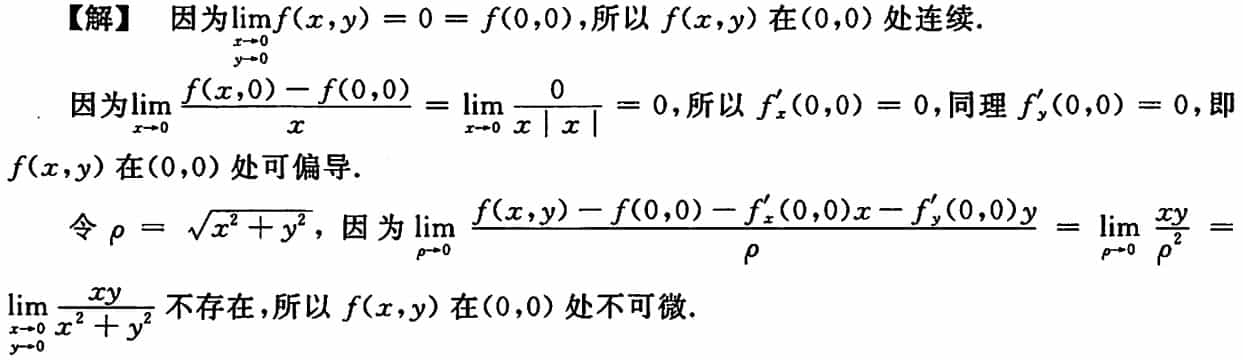 【解】 因为$\lim\limits_{\substack{x\to 0\\ y\to 0}} f(x,y)=0=f(0,0)$,所以 $f(x,y)$ 在$(0,0)$ 处连续.
因为$\lim\limits_{x\to 0}\dfrac{f(x,0)-f(0,0)}{x}=\lim\limits_{x\to 0}\dfrac{0}{x|x|}=0$,所以 $f'_x(0,0)=0$,同理 $f'_y(0,0)=0$,即
$f(x,y)$ 在$(0,0)$ 处可偏导.
令 $\rho=\sqrt{x^2+y^2}$, 因为 $\lim\limits_{\rho\to 0}\dfrac{f(x,y)-f(0,0)-f'_x(0,0)x-f'_y(0,0)y}{\rho}=\lim\limits_{\rho\to 0}\dfrac{xy}{\rho^2}=$
$\lim\limits_{\substack{x\to 0\\ y\to 0}}\dfrac{xy}{x^2+y^2}$ 不存在,所以 $f(x,y)$ 在$(0,0)$ 处不可微.